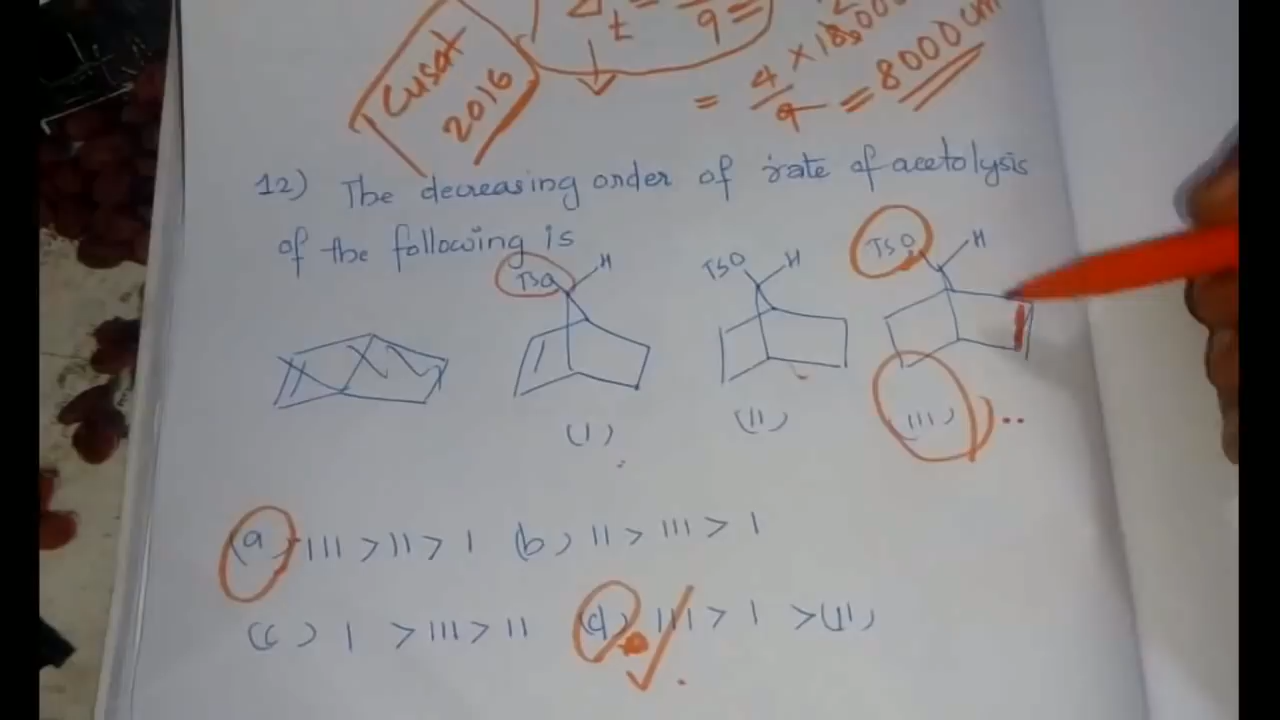 Cusat
2016
t = 9 =
= 4/9 × 18000 = 8000 cm
12) The decreasing order of rate of acetolysis
of the following is
TSO H TSO H TSO H
(I) (II) (III)
(a) III > II > I (b) II > III > I
(c) I > III > II (d) III > I > (II)